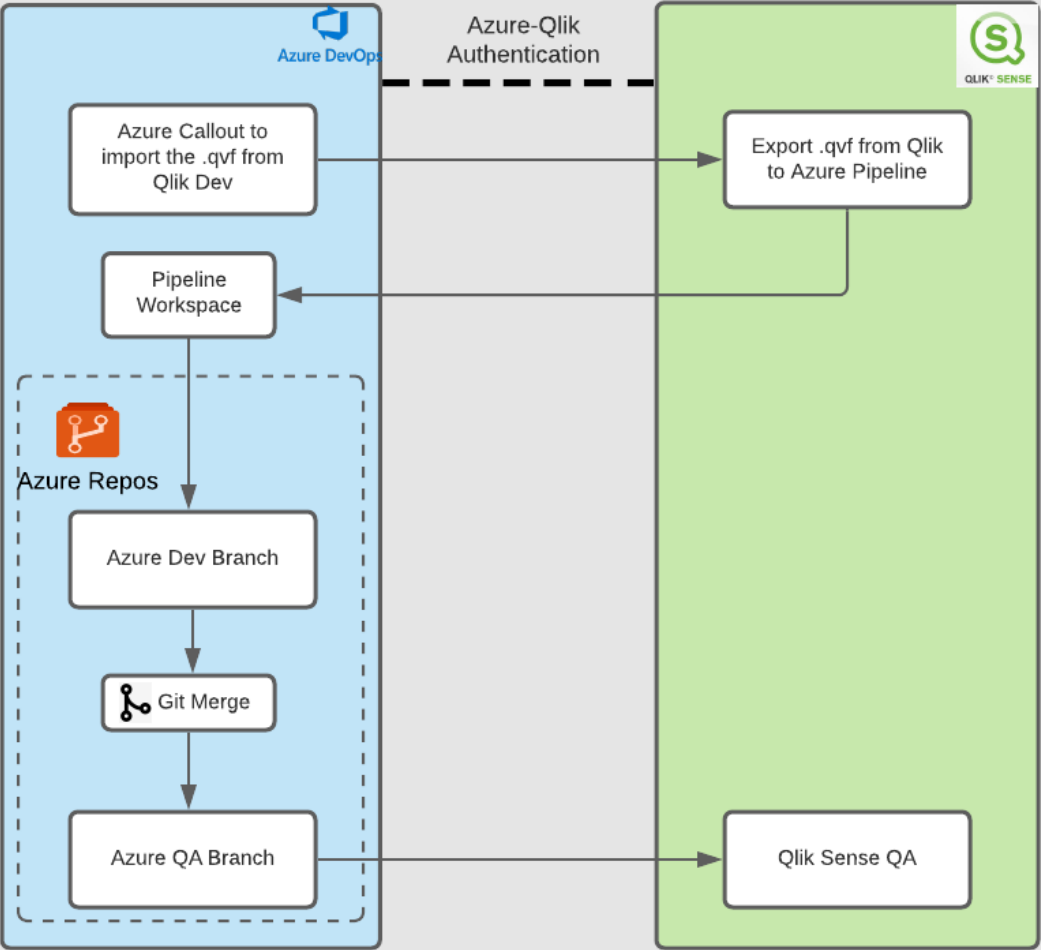 Azure-Qlik
Authentication
Azure DevOps
QLIK® SENSE
Azure Callout to
import the .qvf from
Qlik Dev
Export .qvf from Qlik
to Azure Pipeline
Pipeline
Workspace
Azure Repos
Azure Dev Branch
Git Merge
Azure QA Branch
Qlik Sense QA